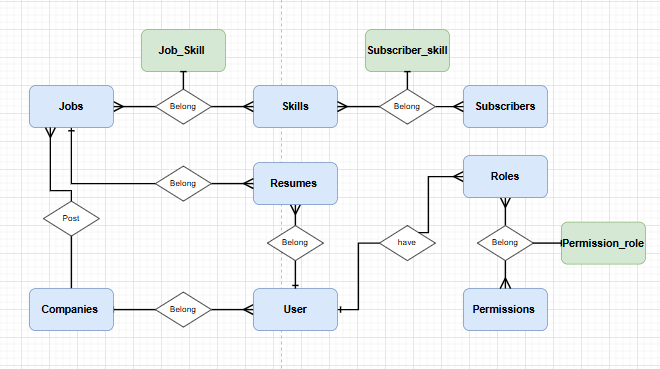 Job_Skill
Subscriber_skill
Jobs
Belong
Skills
Belong
Subscribers
Belong
Resumes
Roles
Post
Belong
have
Belong
Permission_role
Companies
Belong
User
Permissions